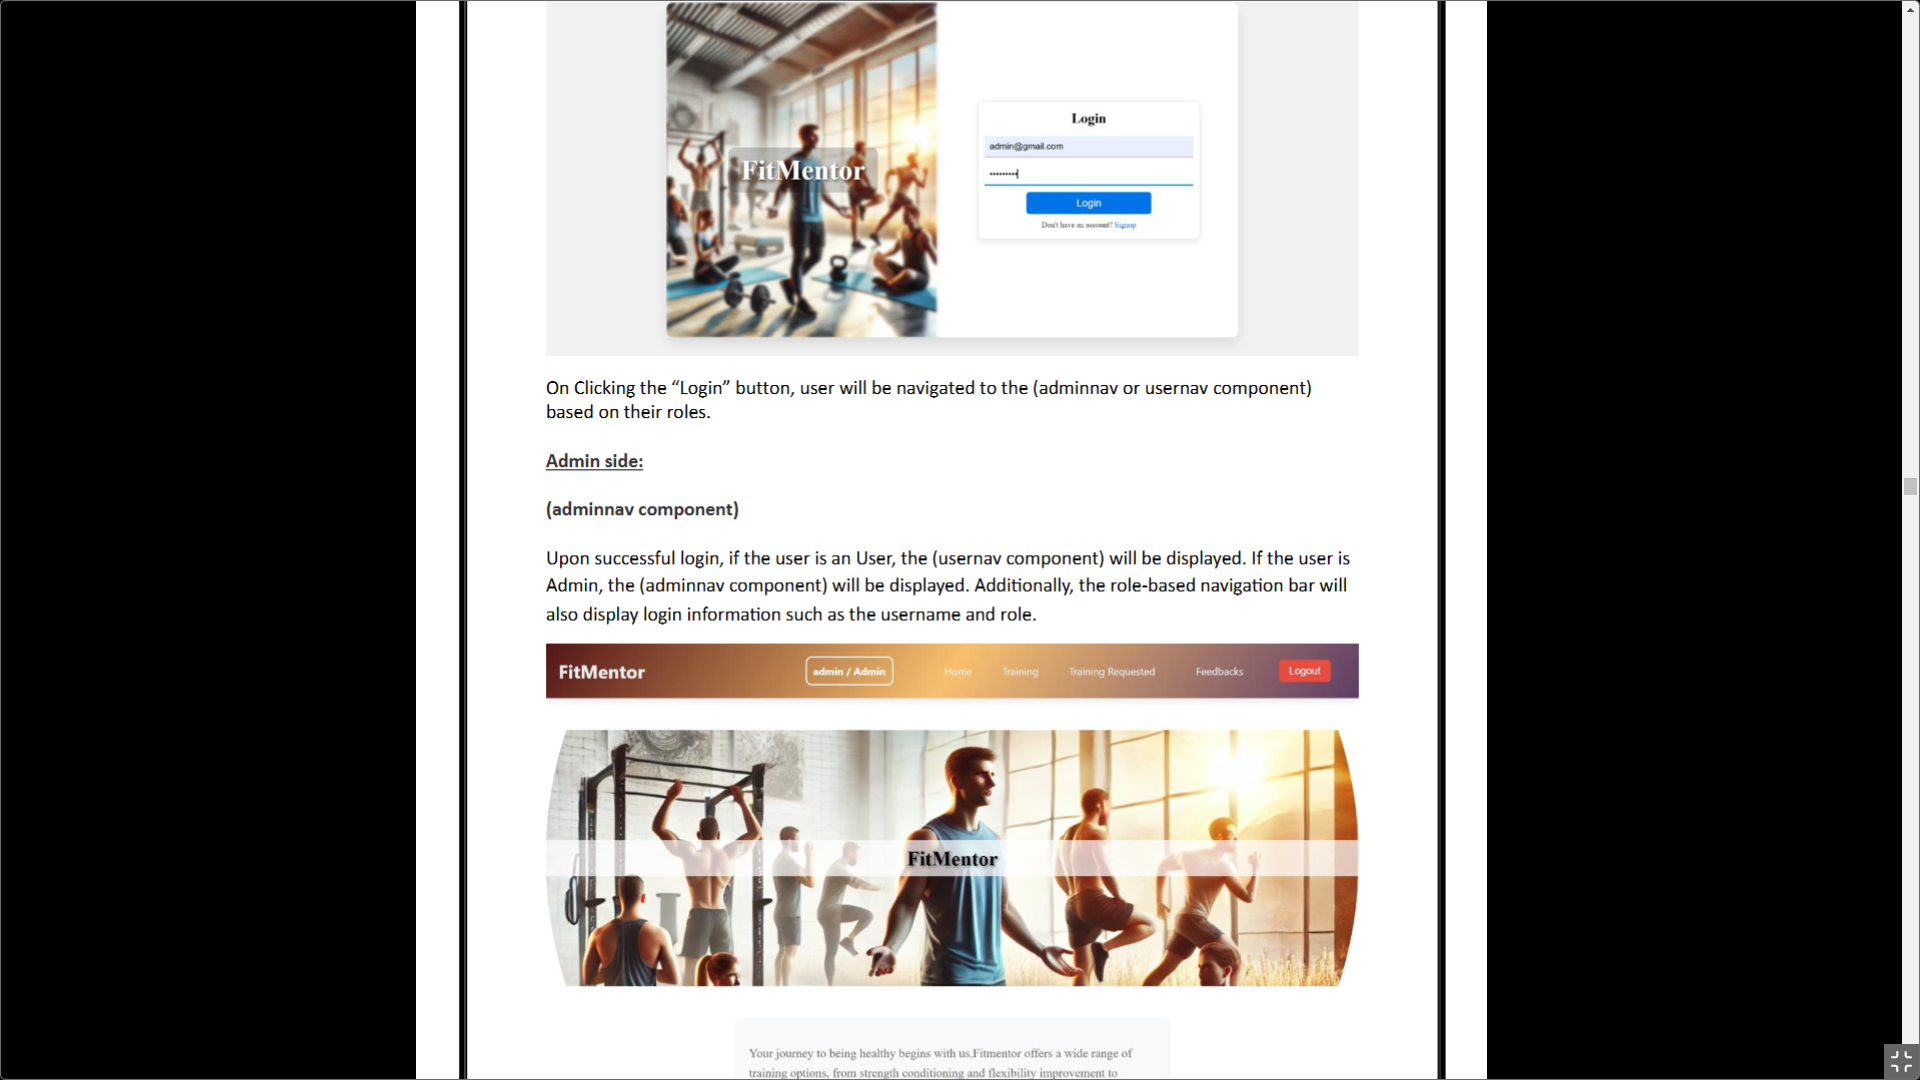 FitMentor
Login
admin@gmail.com
Login
Don't have an account? Signup
On Clicking the “Login” button, user will be navigated to the (adminnav or usernav component)
based on their roles.
Admin side:
(adminnav component)
Upon successful login, if the user is an User, the (usernav component) will be displayed. If the user is
Admin, the (adminnav component) will be displayed. Additionally, the role-based navigation bar will
also display login information such as the username and role.
FitMentor admin / Admin Home Training Training Requested Feedbacks Logout
FitMentor
Your journey to being healthy begins with us.Fitmentor offers a wide range of
training options, from strength conditioning and flexibility improvement to